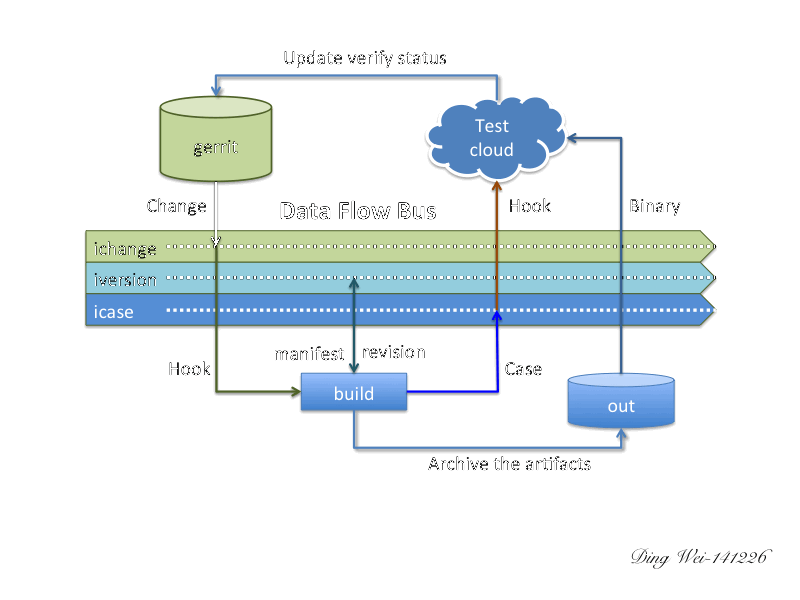 Update verify status
gerrit
Test
cloud
Change
Data Flow Bus
Hook
Binary
ichange
iversion
icase
manifest
revision
Hook
Case
build
out
Archive the artifacts
Ding Wei-141226